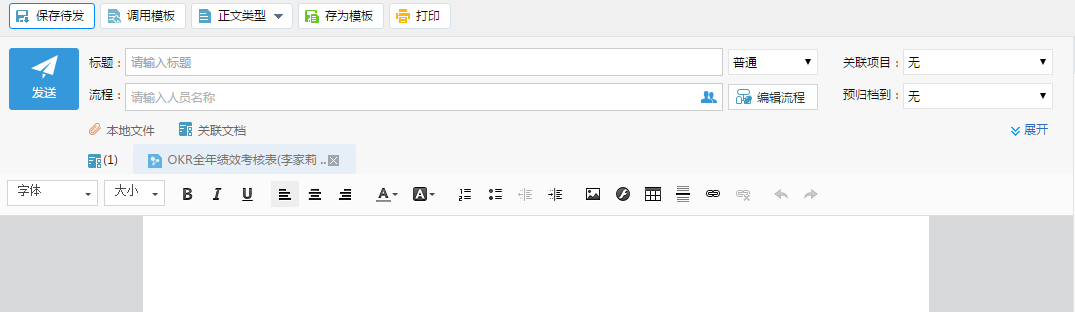 保存待发 调用模板 正文类型 存为模板 打印
发送 标题： 请输入标题 普通 关联项目： 无
流程： 请输入人员名称 编辑流程 预归档到： 无
本地文件 关联文档 展开
(1) OKR全年绩效考核表(李家莉 ..
字体 大小 B I U A A